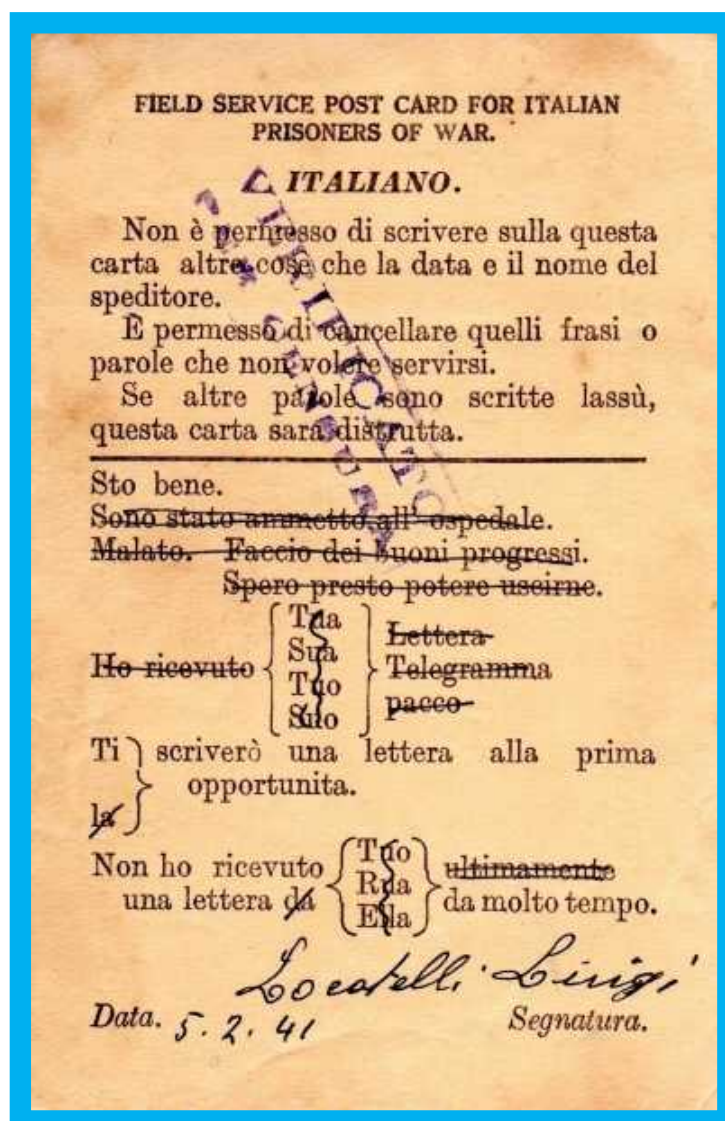 FIELD SERVICE POST CARD FOR ITALIAN
PRISONERS OF WAR.
ITALIANO.
Non è permesso di scrivere sulla questa
carta altre cose che la data e il nome del
speditore.
È permesso di cancellare quelli frasi o
parole che non volere servirsi.
Se altre parole sono scritte lassù,
questa carta sará distrutta.
VERIFICATO
PER CENSURA
Sto bene.
Sono stato ammetto all' ospedale.
Malato. Faccio dei buoni progressi.
Spero presto potere uscirne.
Ho ricevuto { Tua Sua Tuo Suo } Lettera Telegramma pacco
Ti } scriverò una lettera alla prima
opportunita.
la
Non ho ricevuto { Tuo } ultimamente
una lettera da { Rda Ella } da molto tempo.
Locatelli Luigi
Data. 5. 2. 41 Segnatura.